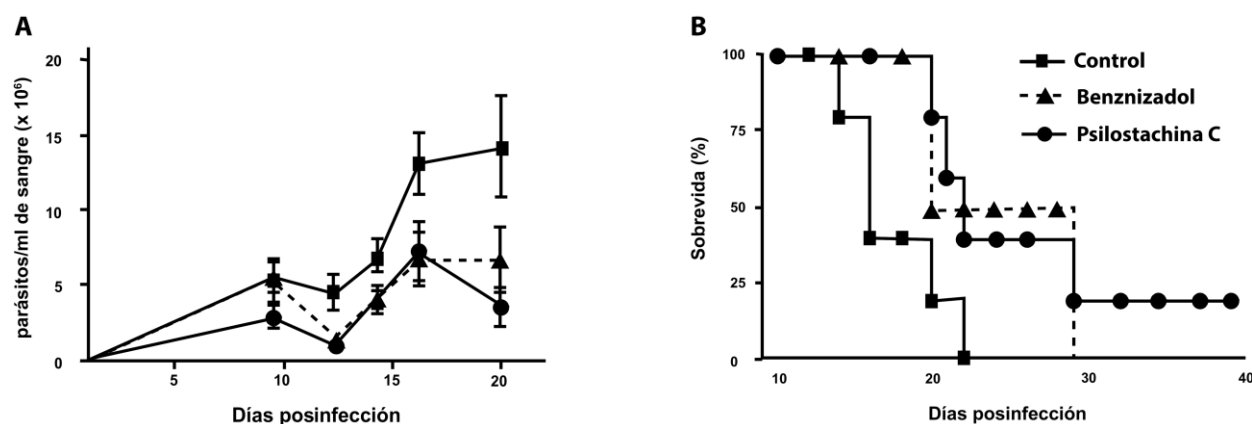 A
parásitos/ml de sangre (x 10⁶)
20
15
10
5
0
5
10
15
20
Días posinfección
B
Sobrevida (%)
100
75
50
25
0
10
20
30
40
Días posinfección
Control
Benznizadol
Psilostachina C